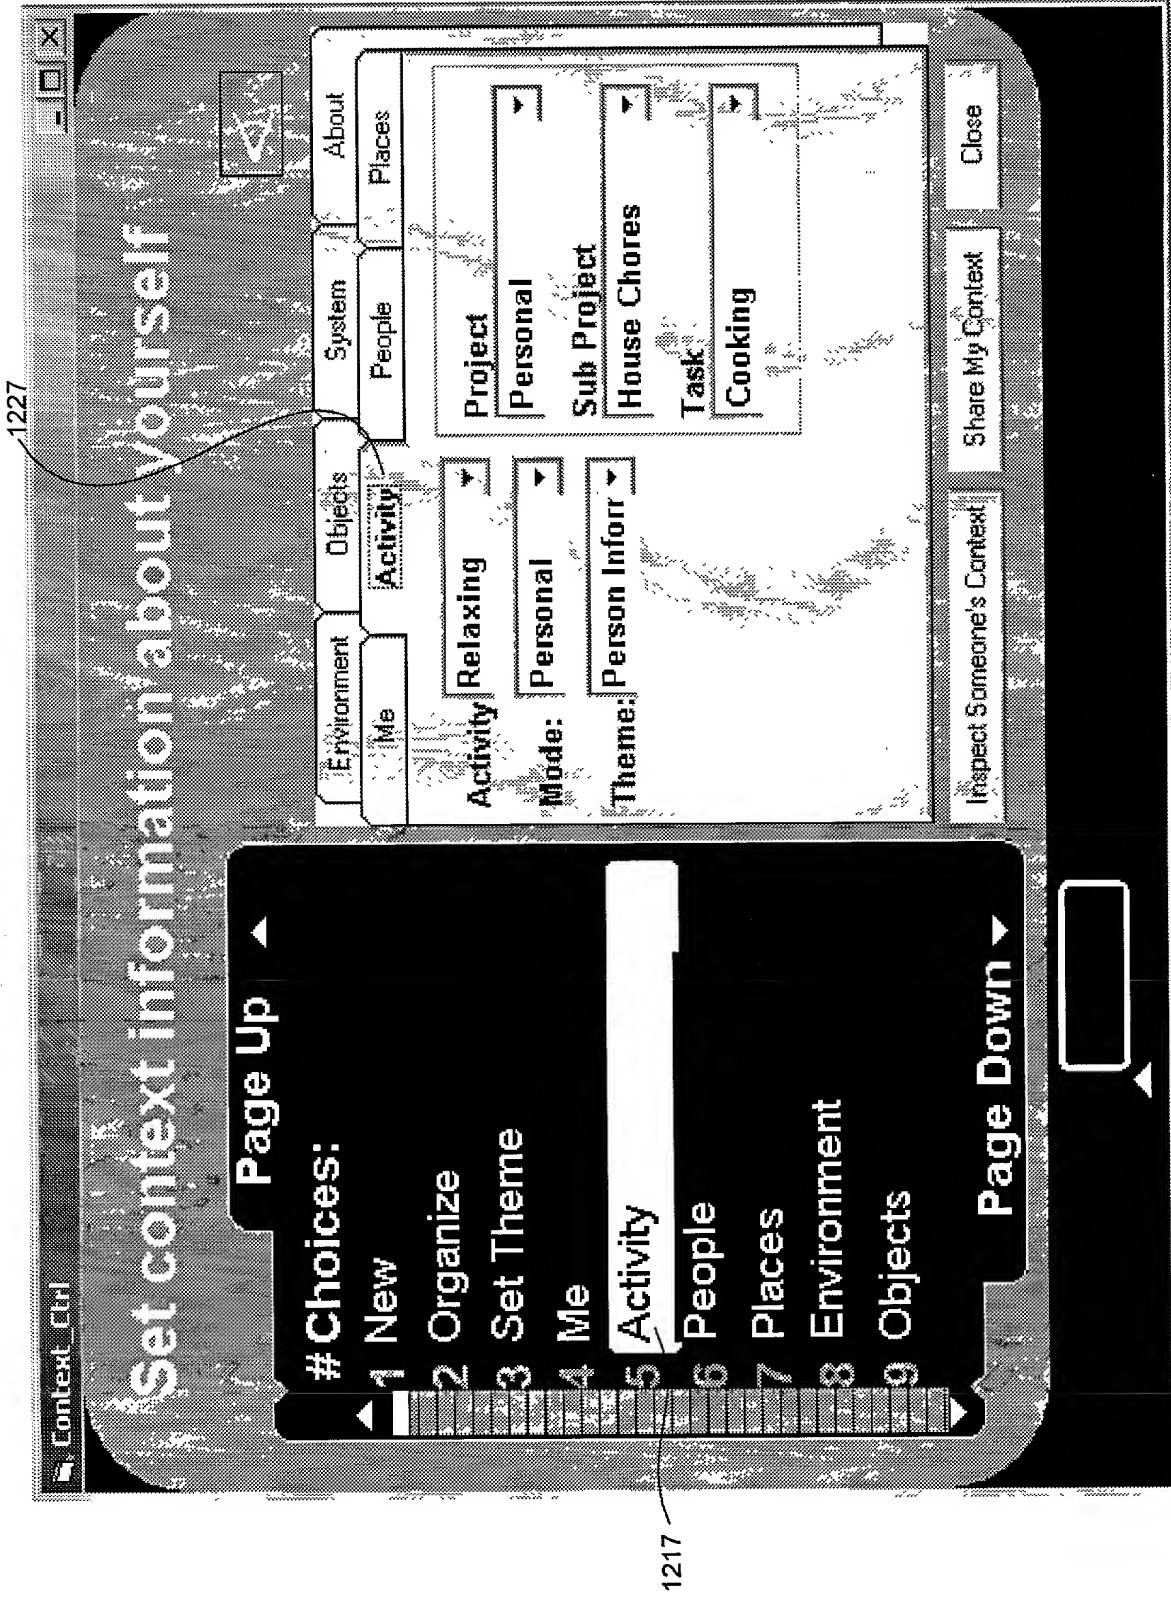 1227
Context_Ctrl
Set context information about yourself
Page Up
# Choices:
1 New
2 Organize
3 Set Theme
4 Me
5 Activity
6 People
7 Places
8 Environment
9 Objects
Page Down
Environment Objects System About
Me Activity People Places
Activity Relaxing
Mode: Personal
Theme: Person Inforr
Project
Personal
Sub Project
House Chores
Task
Cooking
Inspect Someone's Context Share My Context Close
1217